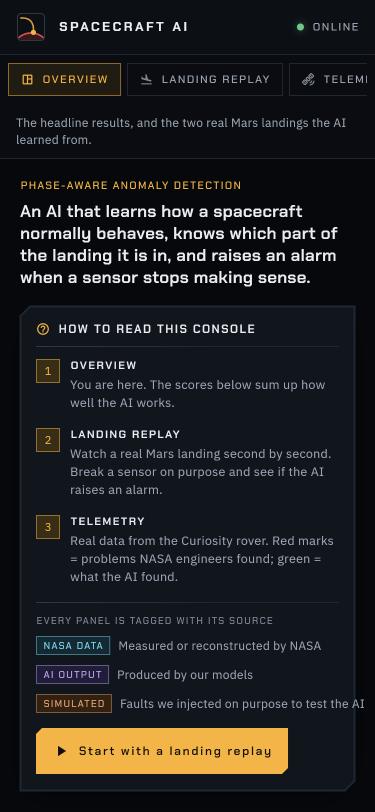 SPACECRAFT AI
ONLINE
OVERVIEW
LANDING REPLAY
TELEM
The headline results, and the two real Mars landings the AI
learned from.
PHASE-AWARE ANOMALY DETECTION
An AI that learns how a spacecraft
normally behaves, knows which part of
the landing it is in, and raises an alarm
when a sensor stops making sense.
HOW TO READ THIS CONSOLE
1
OVERVIEW
You are here. The scores below sum up how
well the AI works.
2
LANDING REPLAY
Watch a real Mars landing second by second.
Break a sensor on purpose and see if the AI
raises an alarm.
3
TELEMETRY
Real data from the Curiosity rover. Red marks
= problems NASA engineers found; green =
what the AI found.
EVERY PANEL IS TAGGED WITH ITS SOURCE
NASA DATA Measured or reconstructed by NASA
AI OUTPUT Produced by our models
SIMULATED Faults we injected on purpose to test the AI
Start with a landing replay